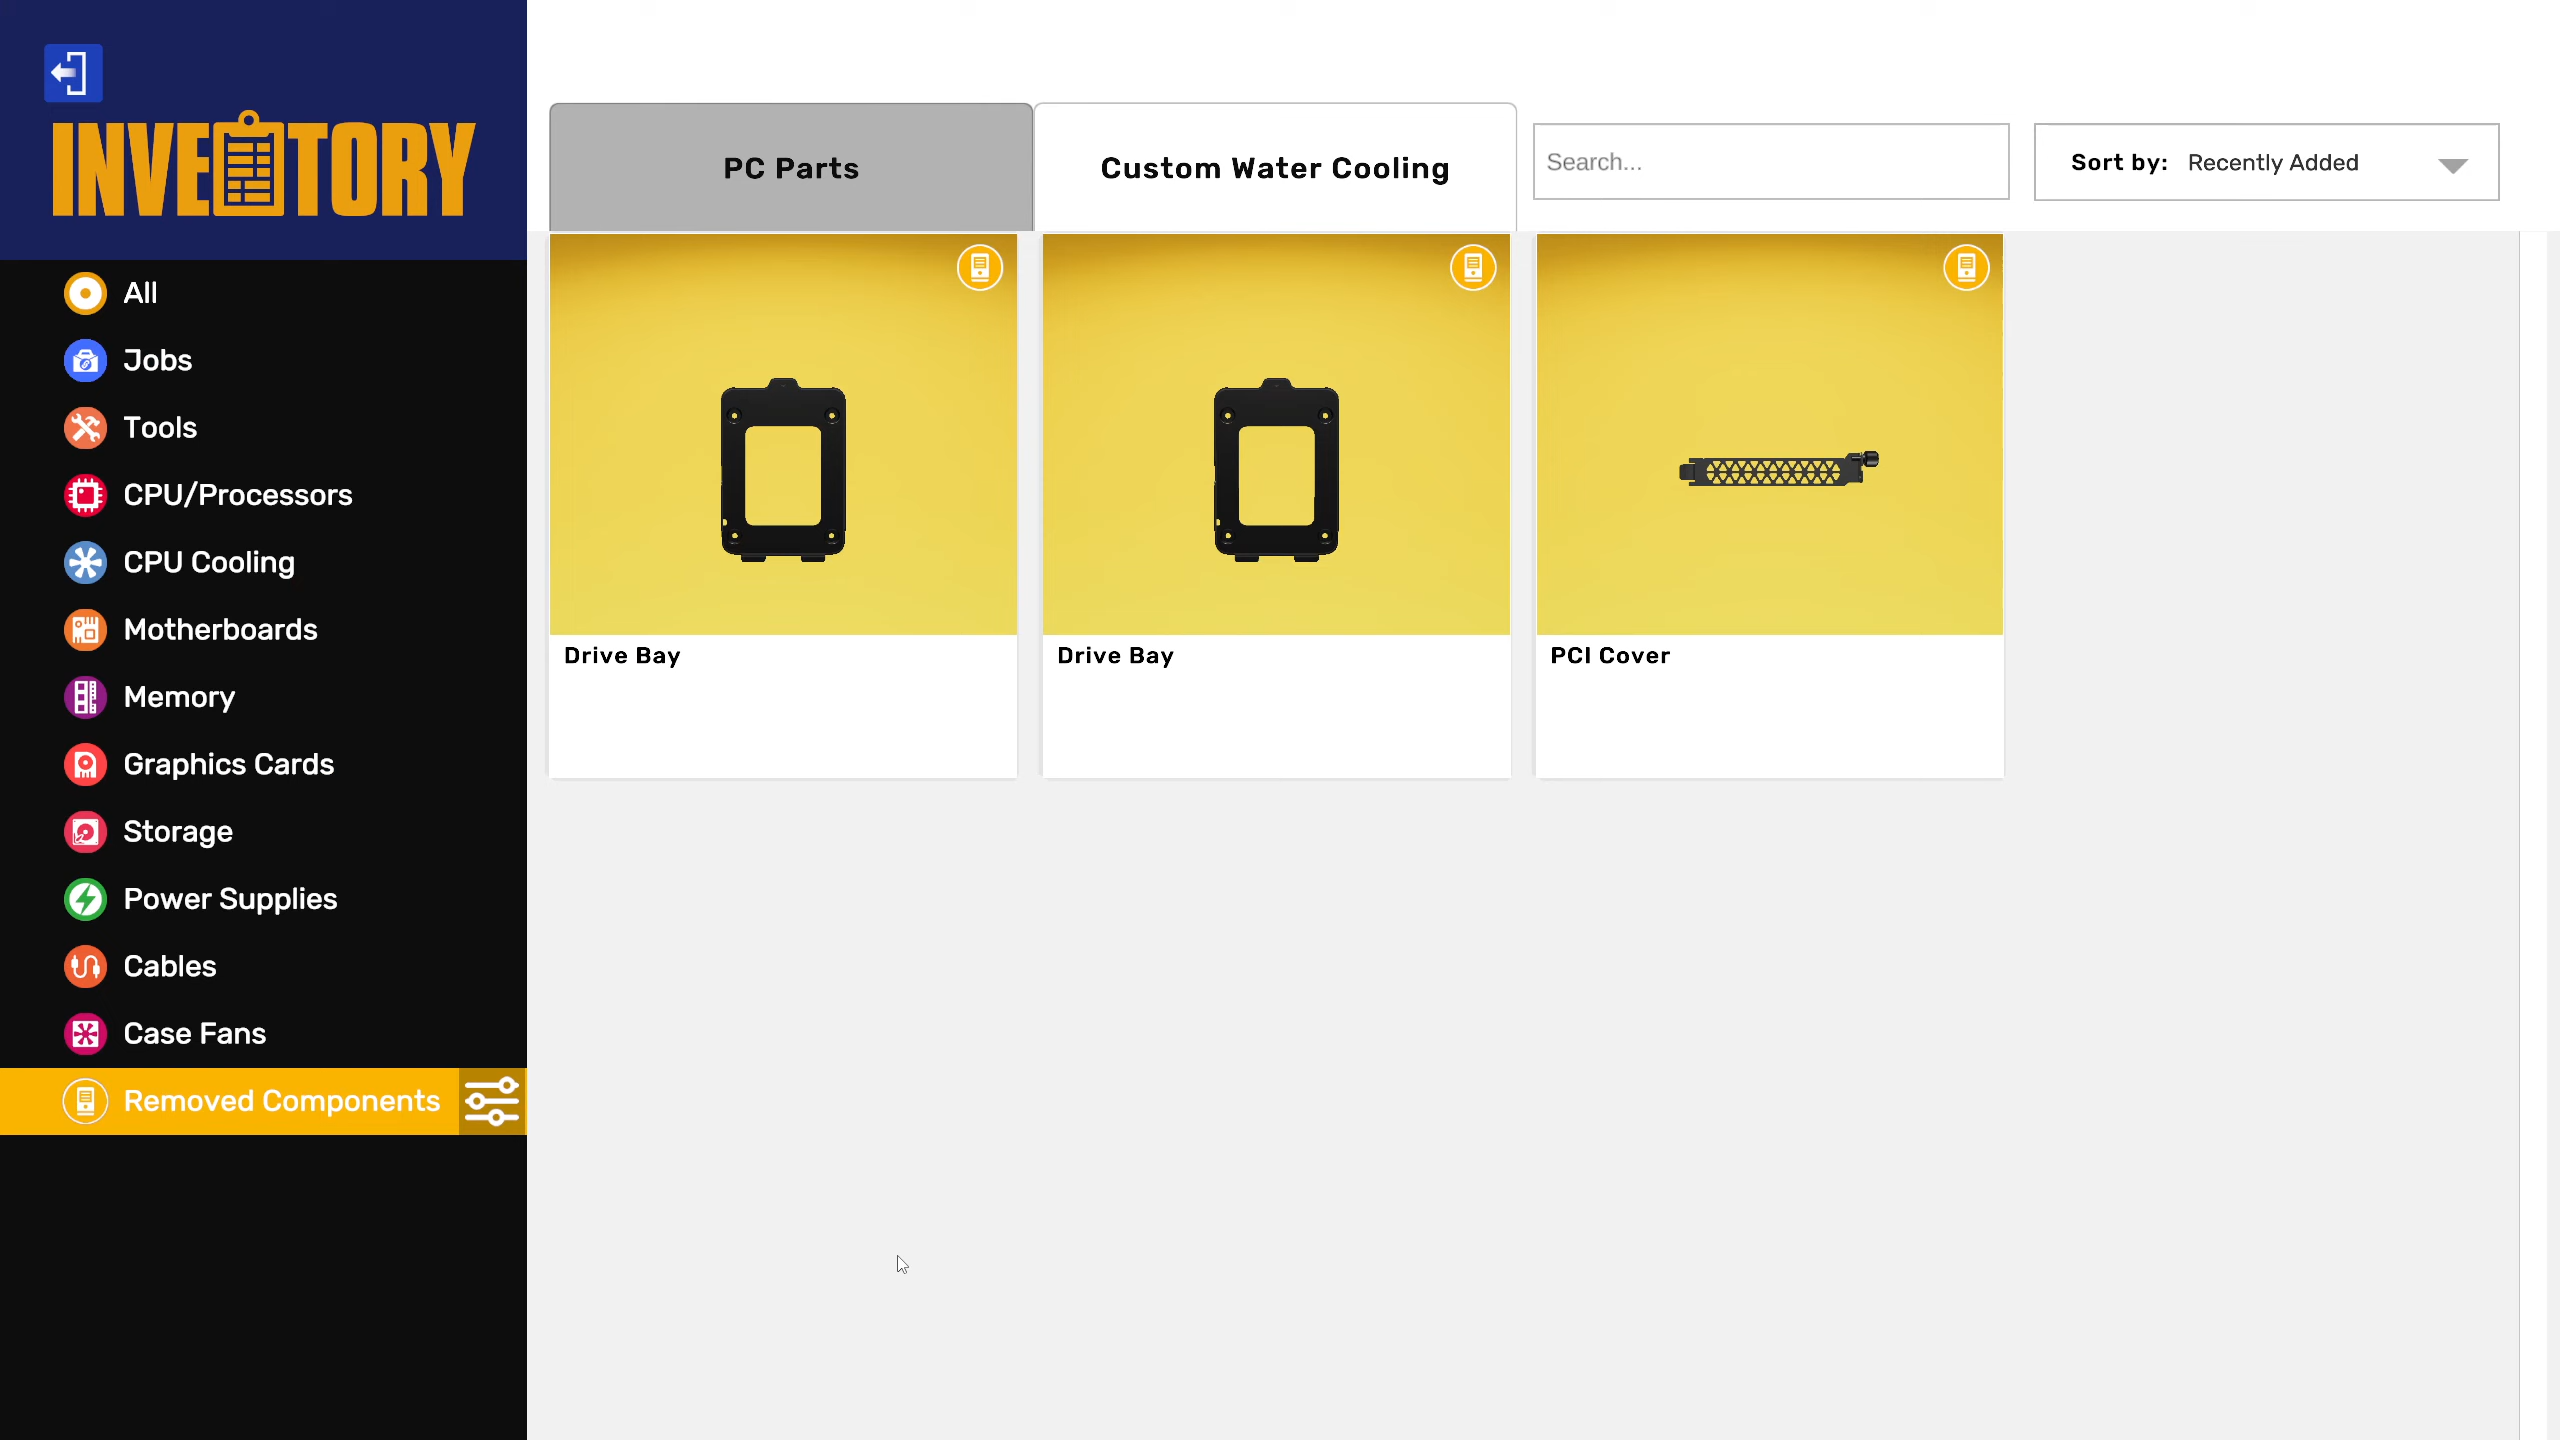 INVENTORY
All
Jobs
Tools
CPU/Processors
CPU Cooling
Motherboards
Memory
Graphics Cards
Storage
Power Supplies
Cables
Case Fans
Removed Components
PC Parts
Custom Water Cooling
Search...
Sort by: Recently Added
Drive Bay
Drive Bay
PCI Cover